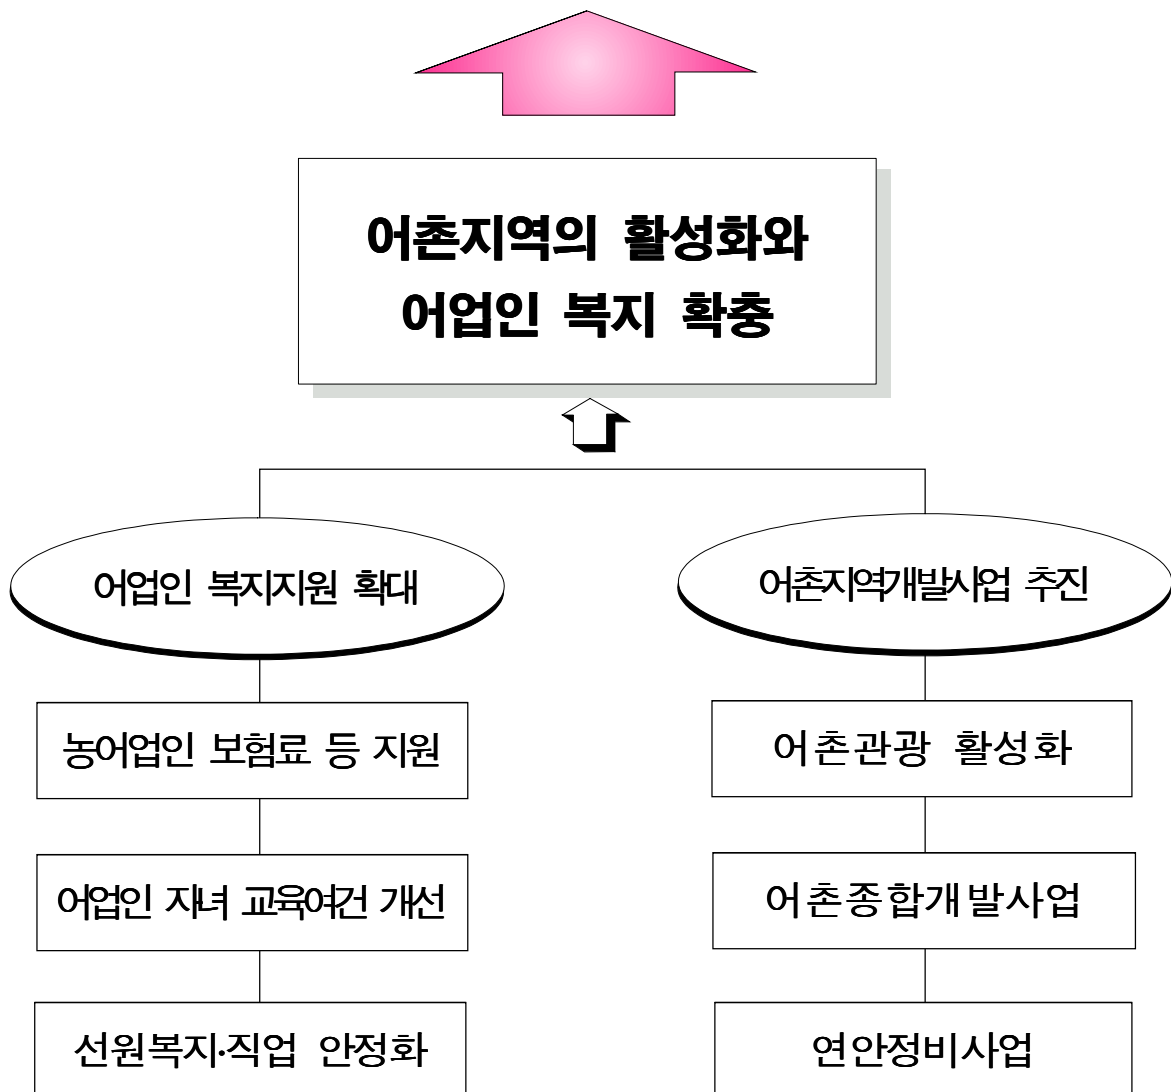 어촌지역의 활성화와
어업인 복지 확충
어업인 복지지원 확대
농어업인 보험료 등 지원
어업인 자녀 교육여건 개선
선원복지·직업 안정화
어촌지역개발사업 추진
어촌관광 활성화
어촌종합개발사업
연안정비사업